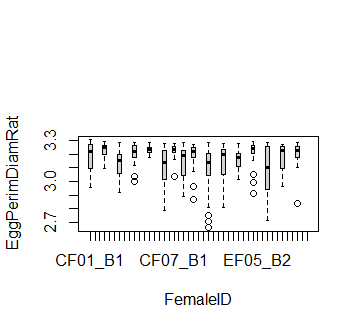 EggPerimDiamRat
3.3
3.0
2.7
CF01_B1 CF07_B1 EF05_B2
FemaleID